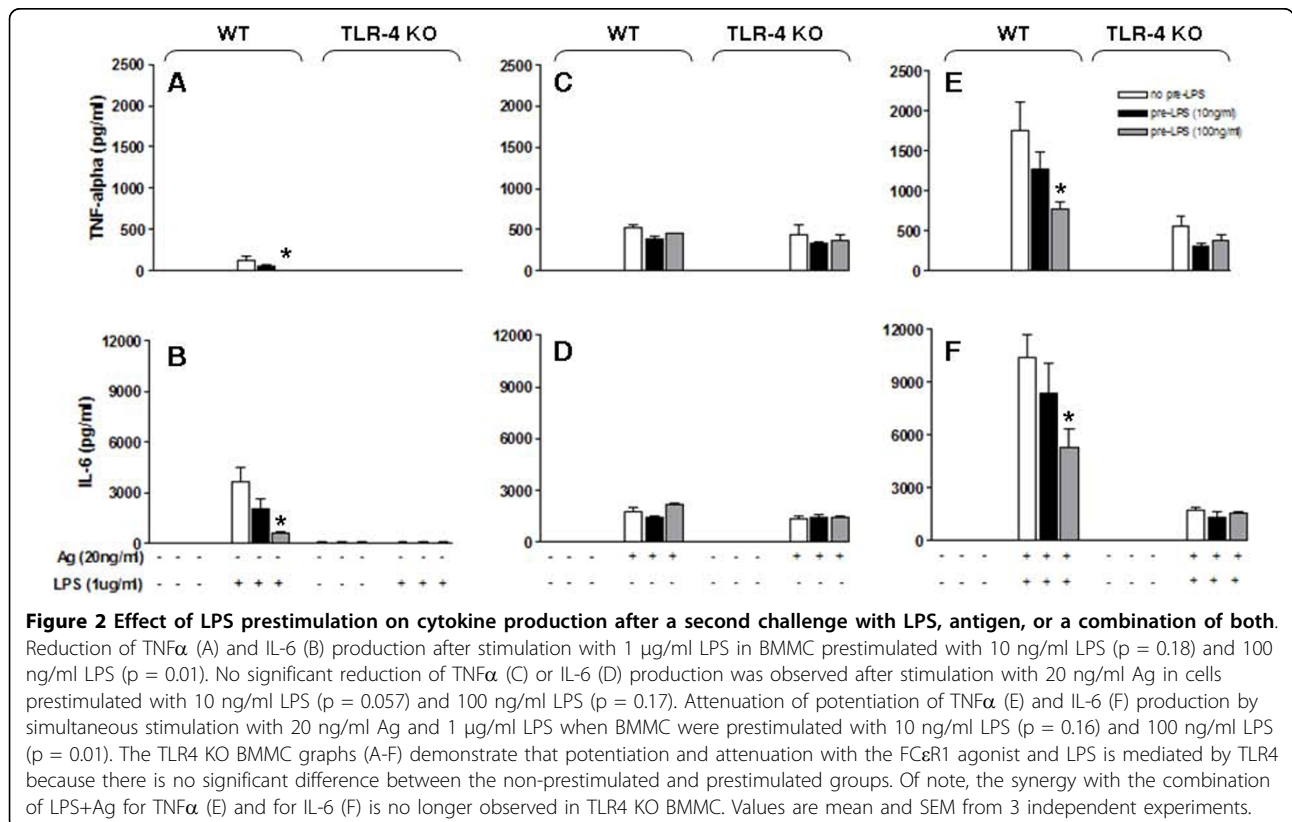 WT TLR-4 KO WT TLR-4 KO WT TLR-4 KO
A C E
TNF-alpha (pg/ml)
2500 2500 2500
2000 2000 2000
1500 1500 1500
1000 1000 1000
500 500 500
0 0 0
no pre-LPS
pre-LPS (10ng/ml)
pre-LPS (100ng/ml)
* *
B D F
IL-6 (pg/ml)
12000 12000 12000
9000 9000 9000
6000 6000 6000
3000 3000 3000
0 0 0
* *
Ag (20ng/ml) - - - - - - - - - - - - + + + - - - + + + - - - + + + - - - + + +
LPS (1ug/ml) - - - + + + - - - + + + - - - - - - - - - - - - - - - + + + - - - + + +
Figure 2 Effect of LPS prestimulation on cytokine production after a second challenge with LPS, antigen, or a combination of both.
Reduction of TNFα (A) and IL-6 (B) production after stimulation with 1 μg/ml LPS in BMMC prestimulated with 10 ng/ml LPS (p = 0.18) and 100
ng/ml LPS (p = 0.01). No significant reduction of TNFα (C) or IL-6 (D) production was observed after stimulation with 20 ng/ml Ag in cells
prestimulated with 10 ng/ml LPS (p = 0.057) and 100 ng/ml LPS (p = 0.17). Attenuation of potentiation of TNFα (E) and IL-6 (F) production by
simultaneous stimulation with 20 ng/ml Ag and 1 μg/ml LPS when BMMC were prestimulated with 10 ng/ml LPS (p = 0.16) and 100 ng/ml LPS
(p = 0.01). The TLR4 KO BMMC graphs (A-F) demonstrate that potentiation and attenuation with the FCεR1 agonist and LPS is mediated by TLR4
because there is no significant difference between the non-prestimulated and prestimulated groups. Of note, the synergy with the combination
of LPS+Ag for TNFα (E) and for IL-6 (F) is no longer observed in TLR4 KO BMMC. Values are mean and SEM from 3 independent experiments.